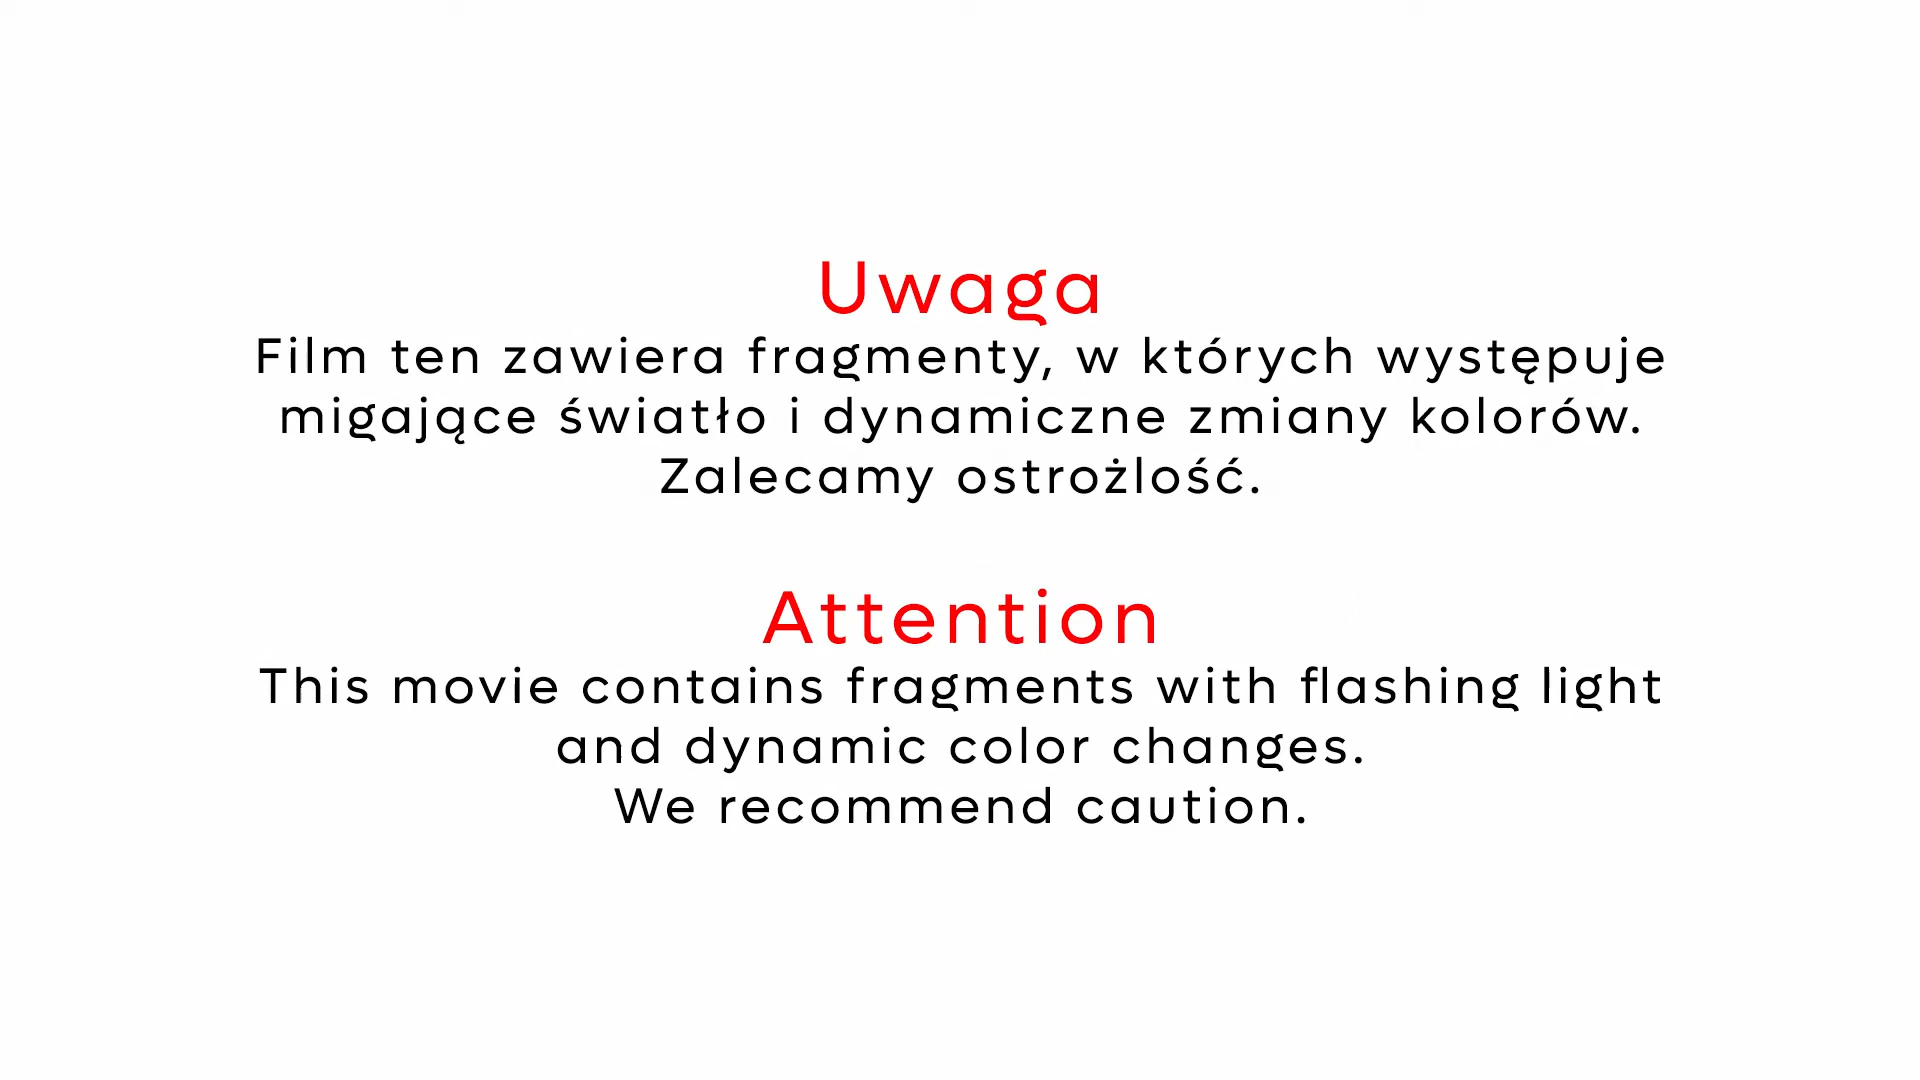 Uwaga
Film ten zawiera fragmenty, w których występuje
migające światło i dynamiczne zmiany kolorów.
Zalecamy ostrożlość.
Attention
This movie contains fragments with flashing light
and dynamic color changes.
We recommend caution.